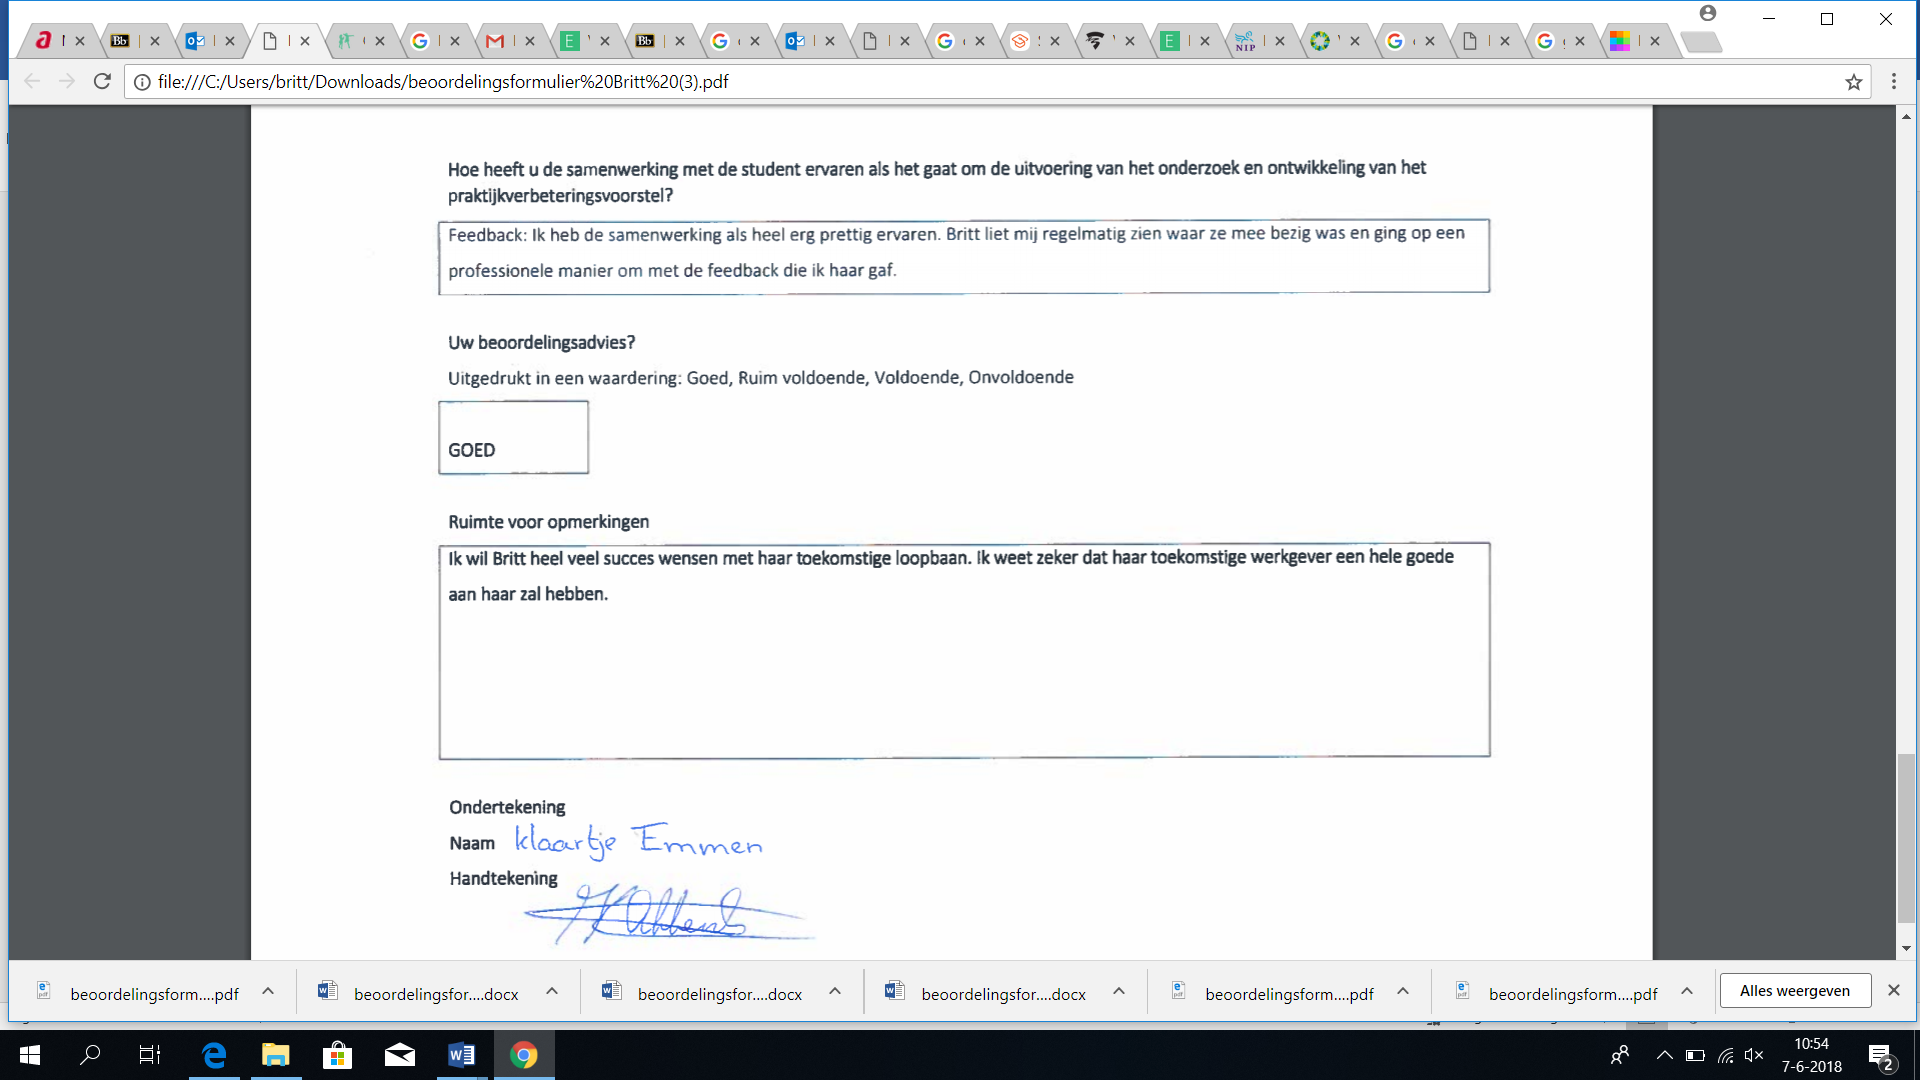 file:///C:/Users/britt/Downloads/beoordelingsformulier%20Britt%20(3).pdf
Hoe heeft u de samenwerking met de student ervaren als het gaat om de uitvoering van het onderzoek en ontwikkeling van het
praktijkverbeteringsvoorstel?
Feedback: Ik heb de samenwerking als heel erg prettig ervaren. Britt liet mij regelmatig zien waar ze mee bezig was en ging op een
professionele manier om met de feedback die ik haar gaf.
Uw beoordelingsadvies?
Uitgedrukt in een waardering: Goed, Ruim voldoende, Voldoende, Onvoldoende
GOED
Ruimte voor opmerkingen
Ik wil Britt heel veel succes wensen met haar toekomstige loopbaan. Ik weet zeker dat haar toekomstige werkgever een hele goede
aan haar zal hebben.
Ondertekening
Naam Klaartje Emmen
Handtekening
beoordelingsform....pdf beoordelingsfor....docx beoordelingsfor....docx beoordelingsfor....docx beoordelingsform....pdf beoordelingsform....pdf Alles weergeven
10:54
7-6-2018
2